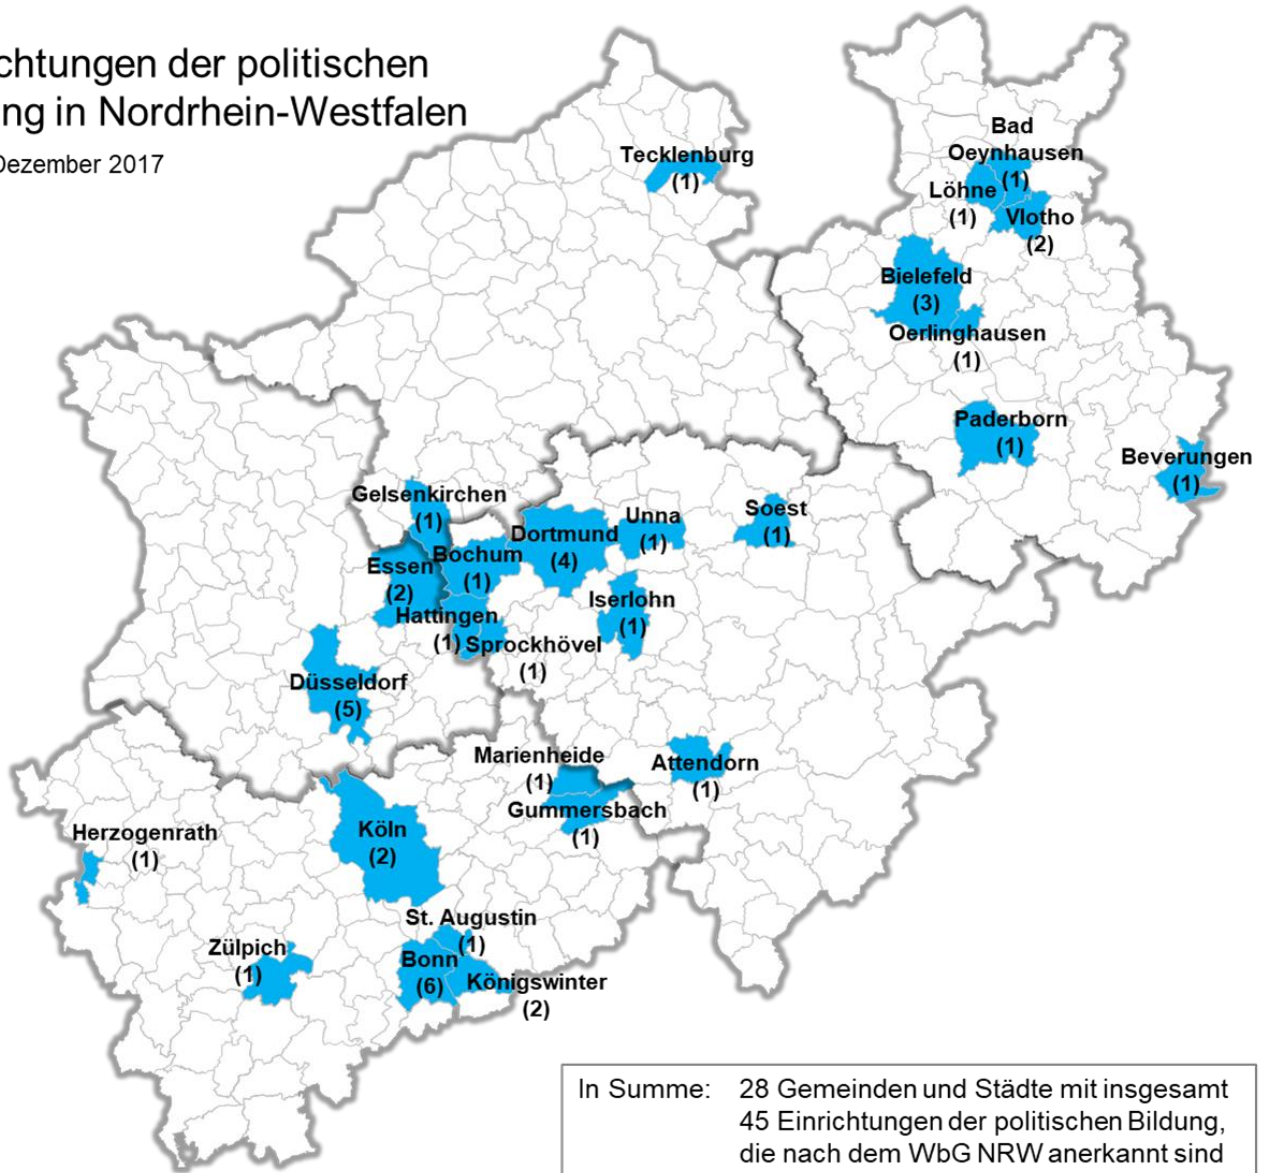 chtungen der politischen
ng in Nordrhein-Westfalen
Dezember 2017
Tecklenburg
(1)
Bad
Oeynhausen
(1)
Löhne
(1)
Vlotho
(2)
Bielefeld
(3)
Oerlinghausen
(1)
Paderborn
(1)
Beverungen
(1)
Gelsenkirchen
(1)
Bochum
(1)
Dortmund
(4)
Unna
(1)
Soest
(1)
Essen
(2)
Hattingen
(1)
Sprockhövel
(1)
Iserlohn
(1)
Düsseldorf
(5)
Marienheide
(1)
Gummersbach
(1)
Attendorn
(1)
Herzogenrath
(1)
Köln
(2)
St. Augustin
(1)
Zülpich
(1)
Bonn
(6)
Königswinter
(2)
In Summe: 28 Gemeinden und Städte mit insgesamt
45 Einrichtungen der politischen Bildung,
die nach dem WbG NRW anerkannt sind